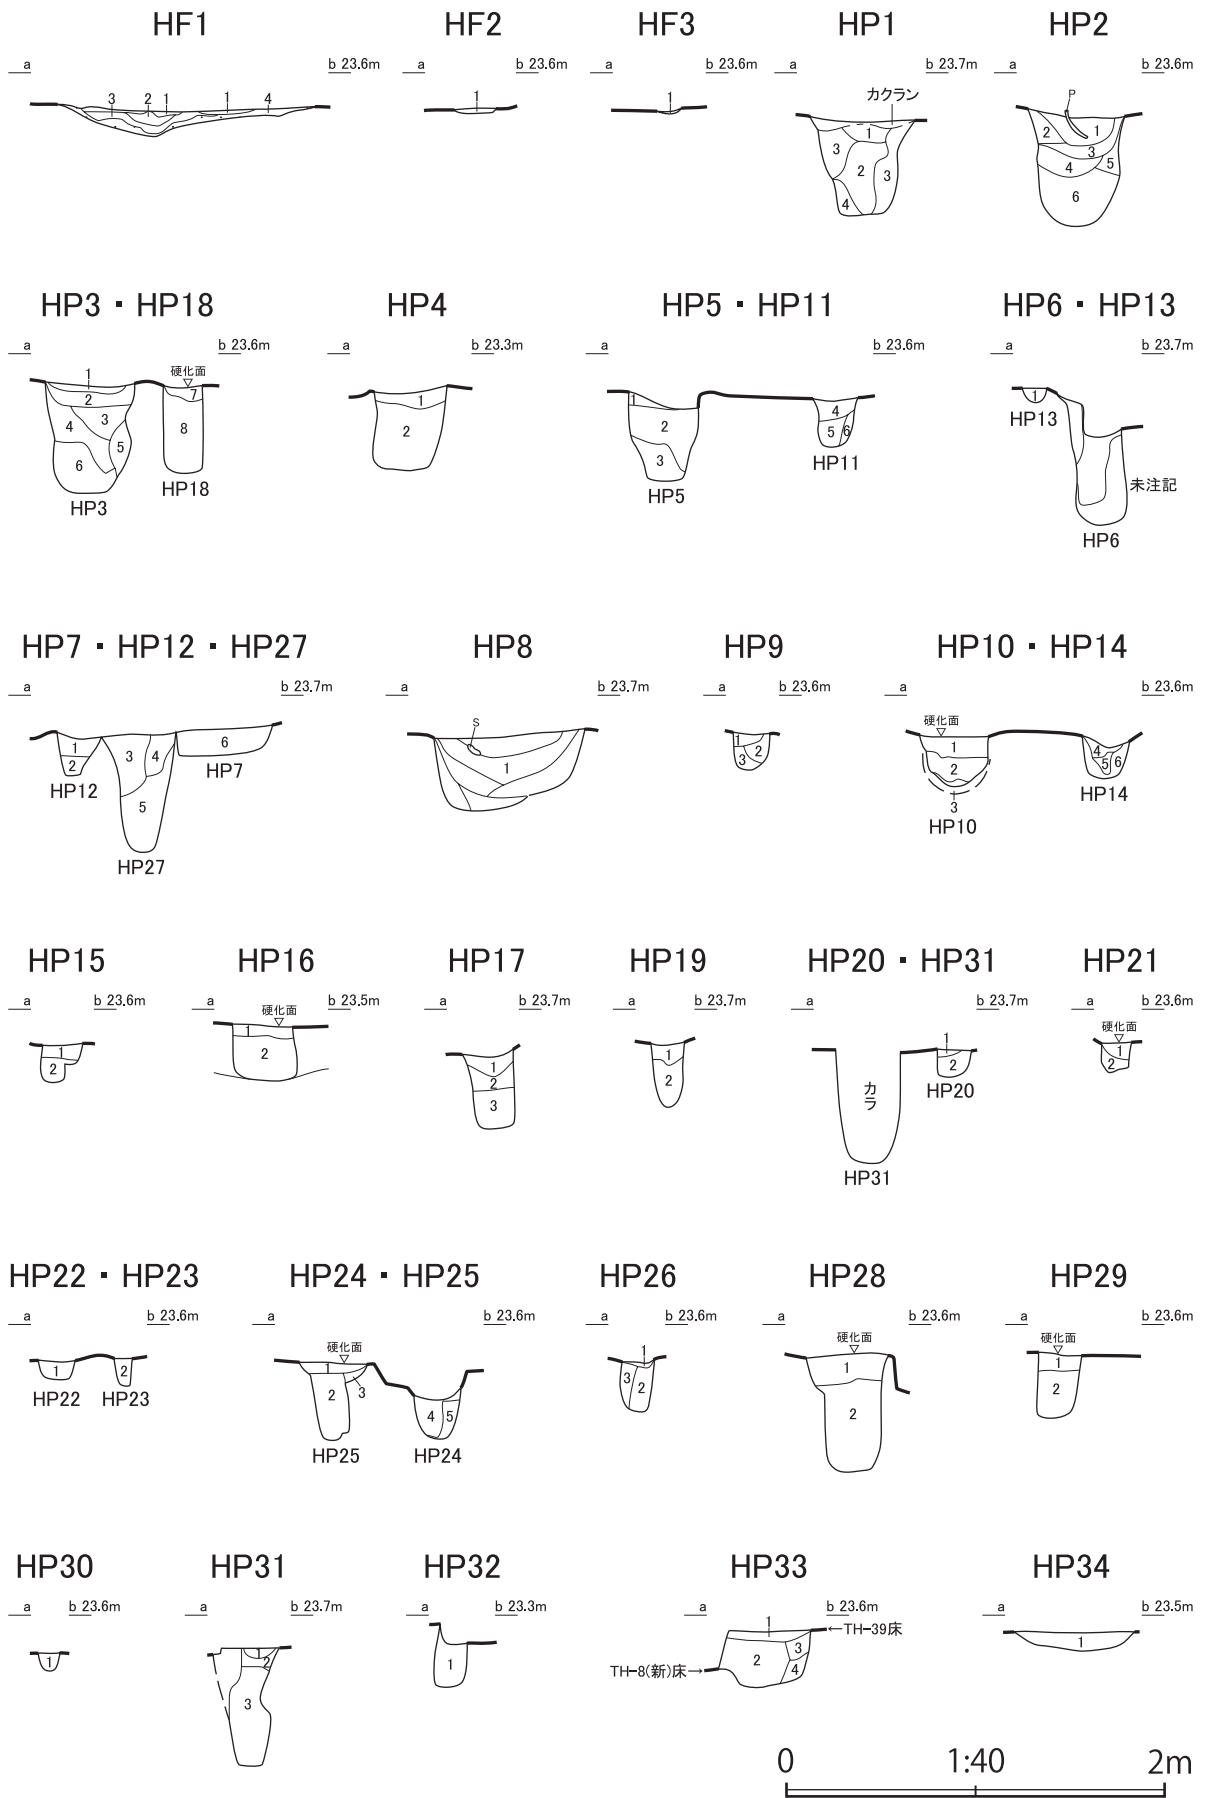 HF1 HF2 HF3 HP1 HP2
a b 23.6m a b 23.6m a b 23.6m a b 23.7m a b 23.6m
3 2 1 1 4
1
1
カクラン
1 3 2 3 4
P
2 1 3 4 5 6
HP3・HP18 HP4 HP5・HP11 HP6・HP13
a b 23.6m a b 23.3m a b 23.6m a b 23.7m
硬化面
1 2 3 4 5 6 7 8
HP3 HP18
1 2
1 2 3 4 5 6
HP5 HP11
1
HP13
未注記
HP6
HP7・HP12・HP27 HP8 HP9 HP10・HP14
a b 23.7m a b 23.7m a b 23.6m a b 23.6m
1 2 3 4 5 6
HP12 HP27 HP7
S
1
1 2 3
硬化面
1 2 3 4 5 6
HP10 HP14
HP15 HP16 HP17 HP19 HP20・HP31 HP21
a b 23.6m a b 23.5m a b 23.7m a b 23.7m a b 23.7m a b 23.6m
1 2
硬化面
1 2
1 2 3
1 2
カラ
1 2
HP31 HP20
硬化面
1 2
HP22・HP23 HP24・HP25 HP26 HP28 HP29
a b 23.6m a b 23.6m a b 23.6m a b 23.6m a b 23.6m
1 2
HP22 HP23
硬化面
1 2 3 4 5
HP25 HP24
1 3 2
硬化面
1 2
硬化面
1 2
HP30 HP31 HP32 HP33 HP34
a b 23.6m a b 23.7m a b 23.3m a b 23.6m a b 23.5m
1
1 2 3
1
1 2 3 4
←TH-39床
TH-8(新)床→
1
0 1:40 2m